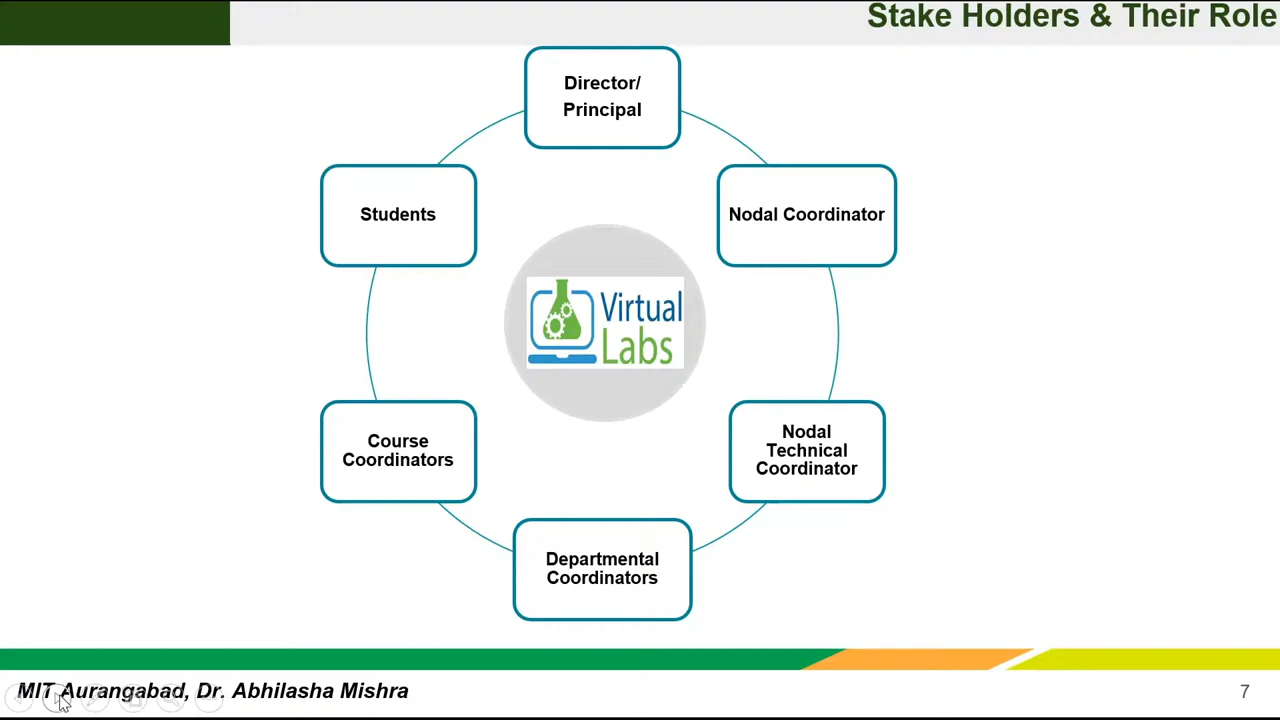 Stake Holders & Their Role
Director/
Principal
Students
Nodal Coordinator
Virtual
Labs
Course
Coordinators
Nodal
Technical
Coordinator
Departmental
Coordinators
MIT Aurangabad, Dr. Abhilasha Mishra
7